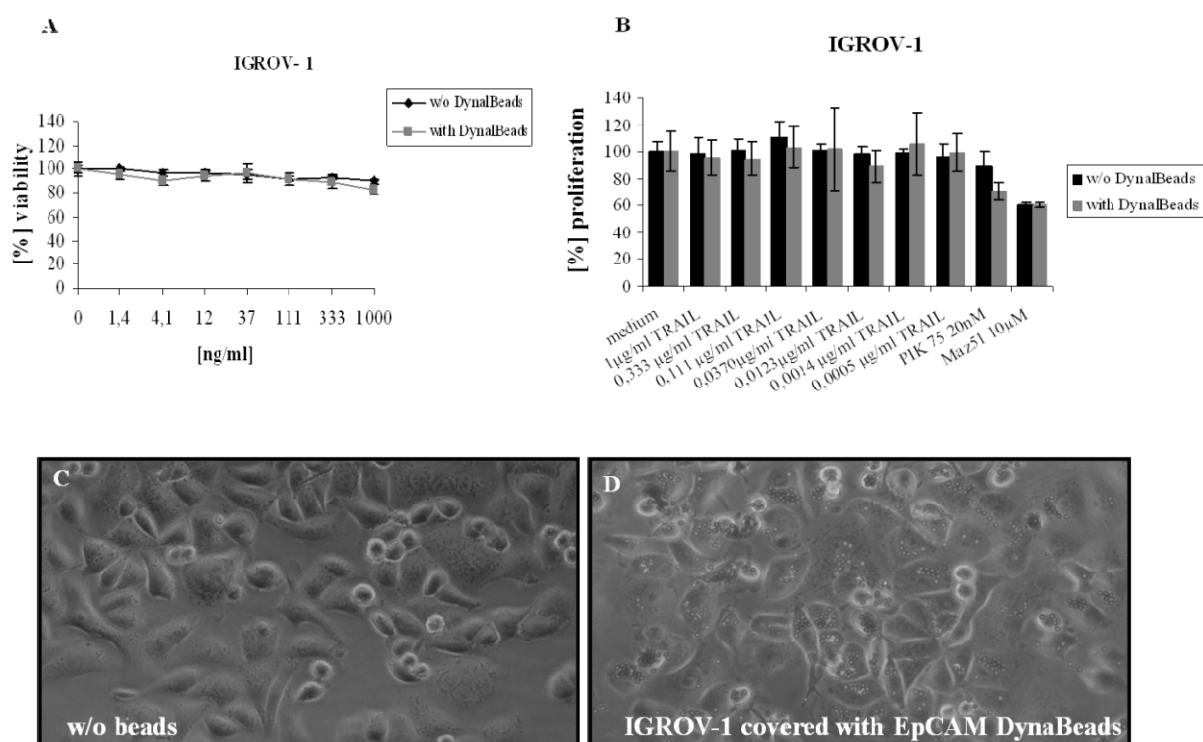 A
IGROV- 1
w/o DynalBeads
with DynalBeads
[%] viability
140
120
100
80
60
40
20
0
0 1,4 4,1 12 37 111 333 1000
[ng/ml]
B
IGROV-1
[%] proliferation
140
120
100
80
60
40
20
0
w/o DynalBeads
with DynalBeads
medium
1µg/ml TRAIL
0,333 µg/ml TRAIL
0,111 µg/ml TRAIL
0,0370µg/ml TRAIL
0,0123µg/ml TRAIL
0,0014 µg/ml TRAIL
0,0005 µg/ml TRAIL
PIK 75 20nM
Maz51 10µM
C
w/o beads
D
IGROV-1 covered with EpCAM DynaBeads